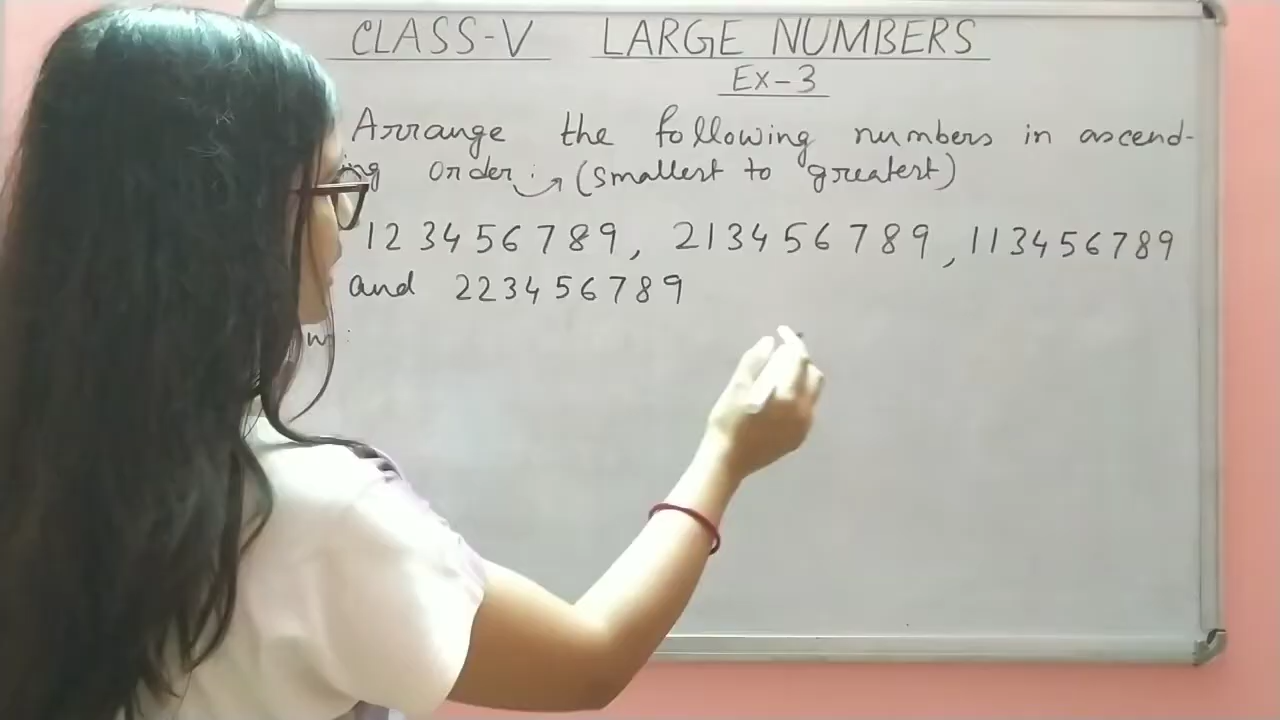 CLASS-V LARGE NUMBERS
Ex-3
Arrange the following numbers in ascend-
ing order: (smallest to greatest)
123456789, 213456789, 113456789
and 223456789